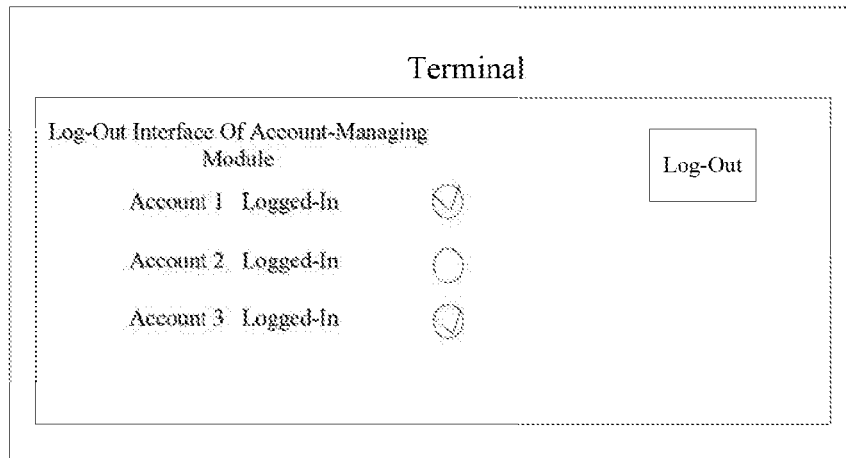 Terminal
Log-Out Interface Of Account-Managing
Module
Log-Out
Account 1 Logged-In
Account 2 Logged-In
Account 3 Logged-In